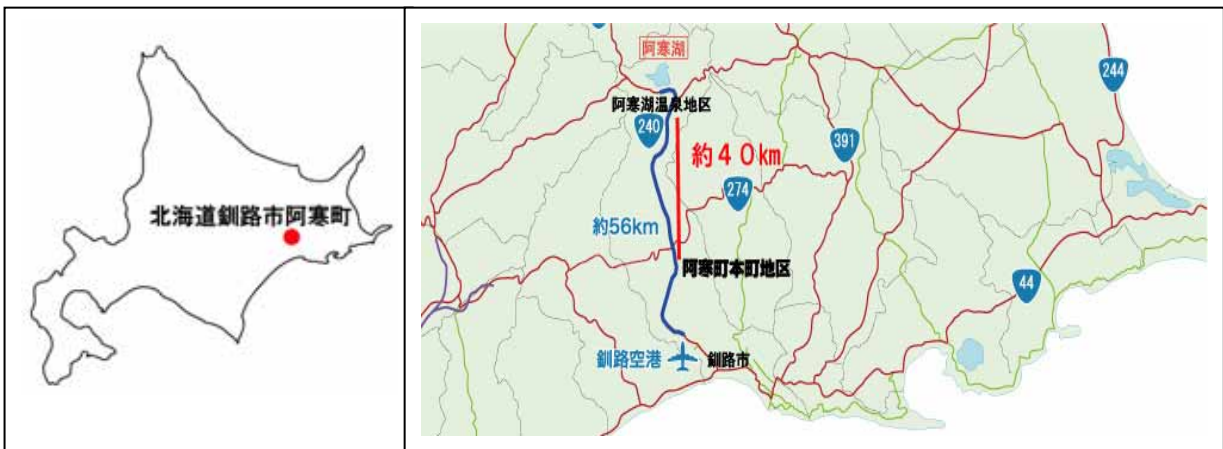 北海道釧路市阿寒町
阿寒湖
阿寒湖温泉地区
240
約４０㎞
391
244
274
約56km
阿寒町本町地区
44
釧路空港
釧路市